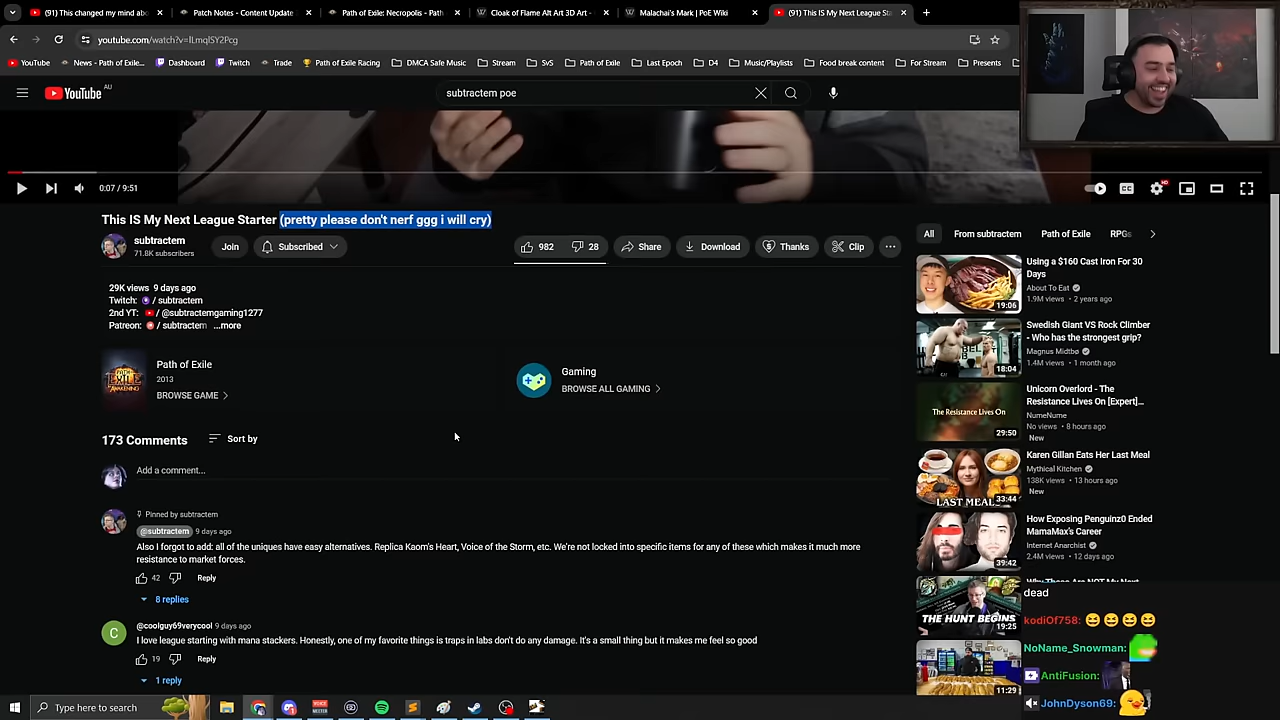 (91) This changed my mind abo
Patch Notes - Content Update
Path of Exile: Necropolis - Path
Cloak of Flame Alt Art 3D Art -
Malachai's Mark | PoE Wiki
(91) This IS My Next League Sta
youtube.com/watch?v=lLmqlSY2Pcg
YouTube
News - Path of Exile...
Dashboard
Twitch
Trade
Path of Exile Racing
DMCA Safe Music
Stream
SvS
Path of Exile
Last Epoch
D4
Music/Playlists
Food break content
For Stream
Presents
YouTube AU
subtractem poe
0:07 / 9:51
This IS My Next League Starter (pretty please don't nerf ggg i will cry)
subtractem
71.8K subscribers
Join
Subscribed
982
28
Share
Download
Thanks
Clip
29K views 9 days ago
Twitch: / subtractem
2nd YT: / @subtractemgaming1277
Patreon: / subtractem ...more
Path of Exile
2013
BROWSE GAME
Gaming
BROWSE ALL GAMING
173 Comments
Sort by
Add a comment...
Pinned by subtractem
@subtractem 9 days ago
Also I forgot to add: all of the uniques have easy alternatives. Replica Kaom's Heart, Voice of the Storm, etc. We're not locked into specific items for any of these which makes it much more
resistance to market forces.
42
Reply
8 replies
C
@coolguy69verycool 9 days ago
I love league starting with mana stackers. Honestly, one of my favorite things is traps in labs don't do any damage. It's a small thing but it makes me feel so good
19
Reply
1 reply
All
From subtractem
Path of Exile
RPGs
Using a $160 Cast Iron For 30
Days
About To Eat
1.9M views • 2 years ago
19:06
Swedish Giant VS Rock Climber
- Who has the strongest grip?
Magnus Midtbø
1.4M views • 1 month ago
18:04
The Resistance Lives On
Unicorn Overlord - The
Resistance Lives On [Expert]...
NumeNume
No views • 8 hours ago
New
29:50
Karen Gillan Eats Her Last Meal
Mythical Kitchen
138K views • 13 hours ago
New
LAST MEALS
33:44
How Exposing Penguinz0 Ended
MamaMax's Career
Internet Anarchist
2.4M views • 12 days ago
39:42
THE HUNT BEGINS
19:25
11:29
dead
kodiOf758:
NoName_Snowman:
AntiFusion:
JohnDyson69:
Type here to search
VOICE
MEETER